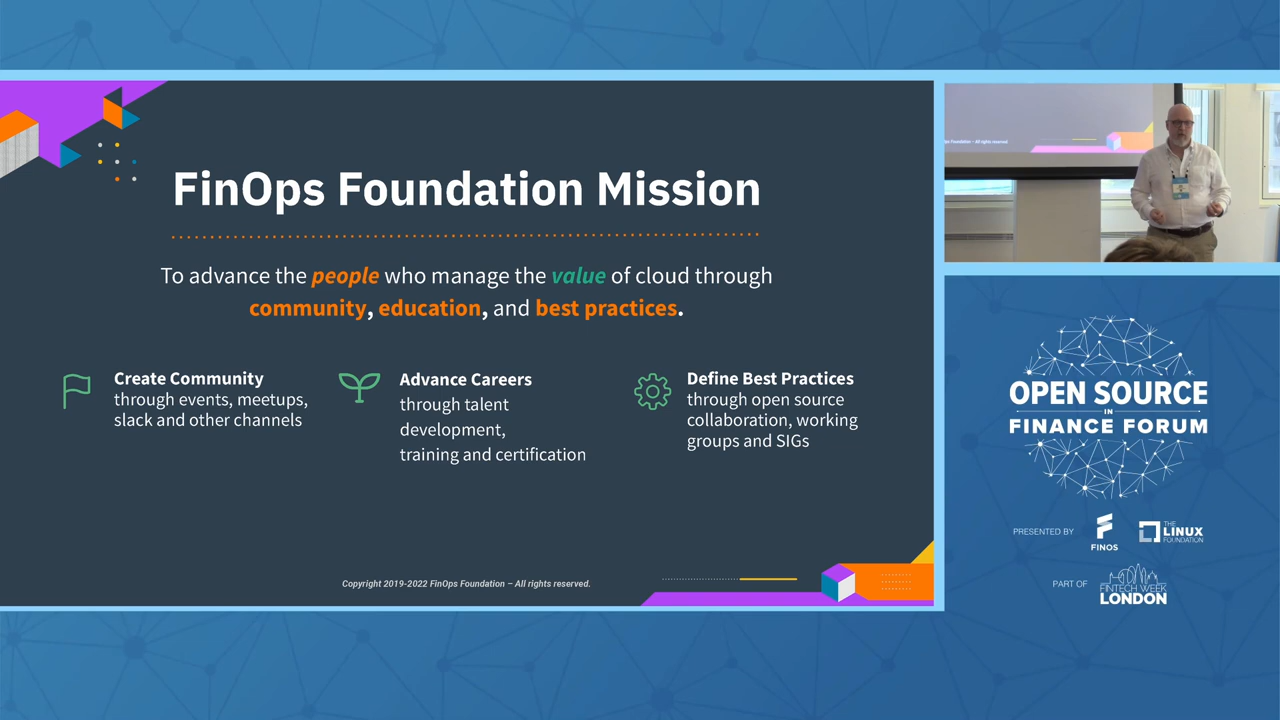 FinOps Foundation Mission
To advance the people who manage the value of cloud through
community, education, and best practices.
Create Community
through events, meetups,
slack and other channels
Advance Careers
through talent
development,
training and certification
Define Best Practices
through open source
collaboration, working
groups and SIGs
Copyright 2019-2022 FinOps Foundation – All rights reserved.
OPEN SOURCE
IN
FINANCE FORUM
PRESENTED BY
FINOS
THE
LINUX
FOUNDATION
PART OF
FINTECH WEEK
LONDON